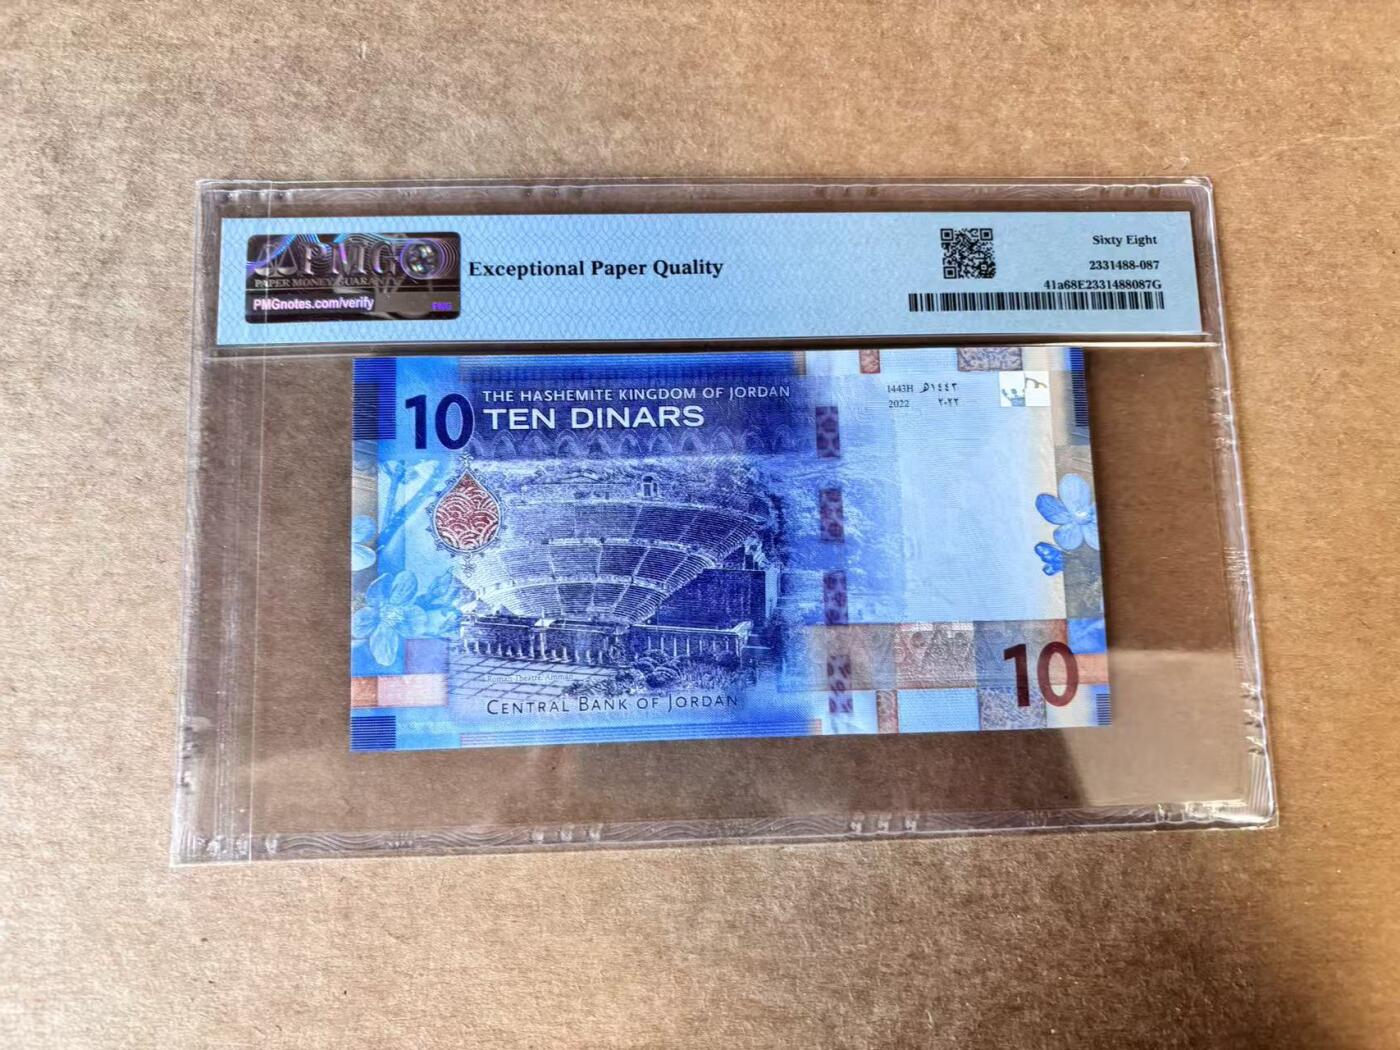 PMG
PAPER MONEY GUARANTY
PMGnotes.com/verify
ENG
Exceptional Paper Quality
Sixty Eight
2331488-087
41a68E2331488087G
10
THE HASHEMITE KINGDOM OF JORDAN
TEN DINARS
1443H ١٤٤٣هـ
2022 ٢٠٢٢
Roman Theatre, Amman
CENTRAL BANK OF JORDAN
10